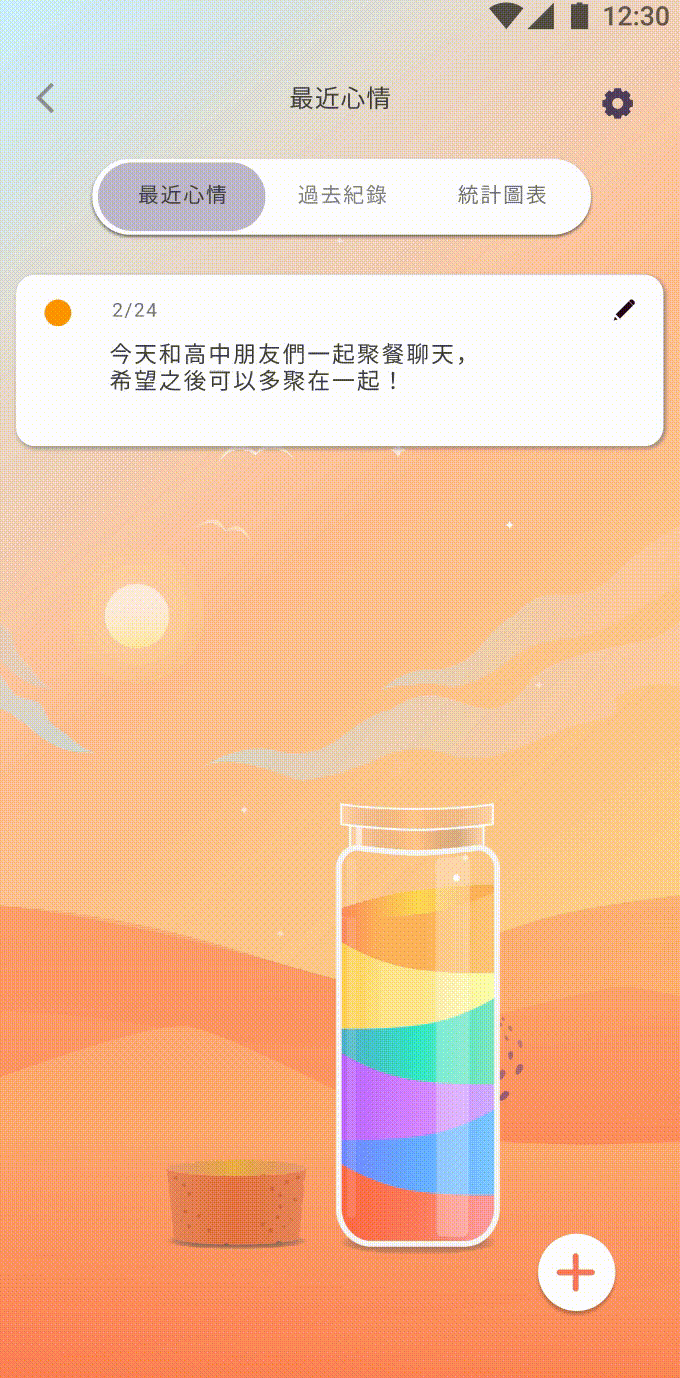 12:30
最近心情
最近心情
過去紀錄
統計圖表
2/24
今天和高中朋友們一起聚餐聊天，
希望之後可以多聚在一起！